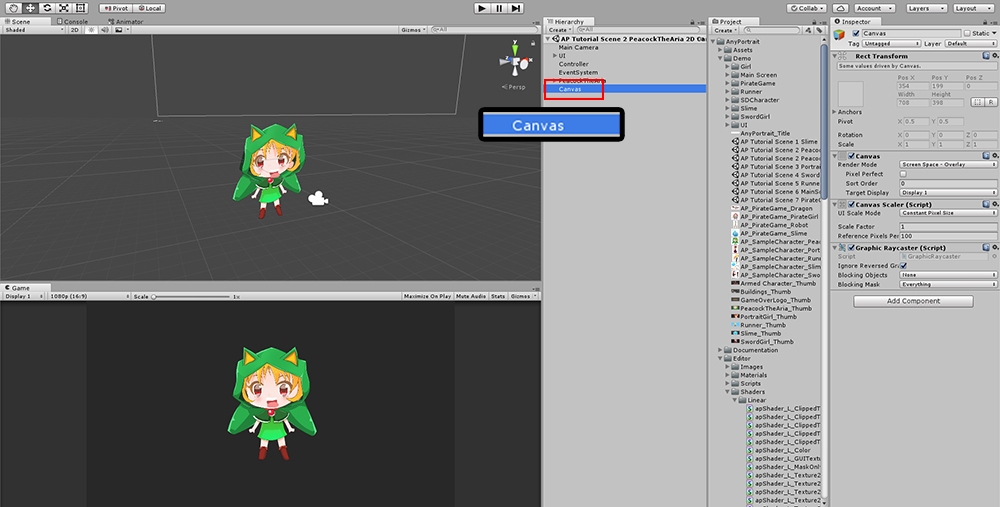 Pivot
Local
Collab
Account
Layers
Layout
Scene
Console
Animator
Shaded
2D
Gizmos
Persp
Game
Display 1
1080p (16:9)
Scale
1x
Maximize On Play
Mute Audio
Stats
Gizmos
Hierarchy
Create
All
AP Tutorial Scene 2 PeacockTheAria 2D Ca
Main Camera
UI
Controller
EventSystem
Canvas
Canvas
Project
Create
AnyPortrait
Assets
Demo
Girl
Main Screen
PirateGame
Runner
SDCharacter
Slime
SwordGirl
UI
AnyPortrait_Title
AP Tutorial Scene 1 Slime
AP Tutorial Scene 2 Peacoc
AP Tutorial Scene 2 Peacoc
AP Tutorial Scene 3 Portrait
AP Tutorial Scene 4 Sword
AP Tutorial Scene 5 Runner
AP Tutorial Scene 6 MainSc
AP Tutorial Scene 7 Pirate
AP_PirateGame_Dragon
AP_PirateGame_PirateGirl
AP_PirateGame_Robot
AP_PirateGame_Slime
AP_SampleCharacter_Peac
AP_SampleCharacter_Port
AP_SampleCharacter_Runn
AP_SampleCharacter_Slim
AP_SampleCharacter_Swo
Armed Character_Thumb
Buildings_Thumb
GameOverLogo_Thumb
PeacockTheAria_Thumb
PortraitGirl_Thumb
Runner_Thumb
Slime_Thumb
SwordGirl_Thumb
Documentation
Editor
Images
Materials
Scripts
Shaders
Linear
apShader_L_ClippedT
apShader_L_ClippedT
apShader_L_ClippedT
apShader_L_ClippedT
apShader_L_Color
apShader_L_GUITextu
apShader_L_MaskOnl
apShader_L_Texture2
apShader_L_Texture2
apShader_L_Texture2
apShader_L_Texture2
apShader_L_Texture2
Inspector
Canvas
Static
Tag Untagged
Layer Default
Rect Transform
Some values driven by Canvas.
Pos X Pos Y Pos Z
354 199 0
Width Height
708 398
R
Anchors
Pivot X 0.5 Y 0.5
Rotation X 0 Y 0 Z 0
Scale X 1 Y 1 Z 1
Canvas
Render Mode Screen Space - Overlay
Pixel Perfect
Sort Order 0
Target Display Display 1
Canvas Scaler (Script)
UI Scale Mode Constant Pixel Size
Scale Factor 1
Reference Pixels Per 100
Graphic Raycaster (Script)
Script GraphicRaycaster
Ignore Reversed Gra
Blocking Objects None
Blocking Mask Everything
Add Component